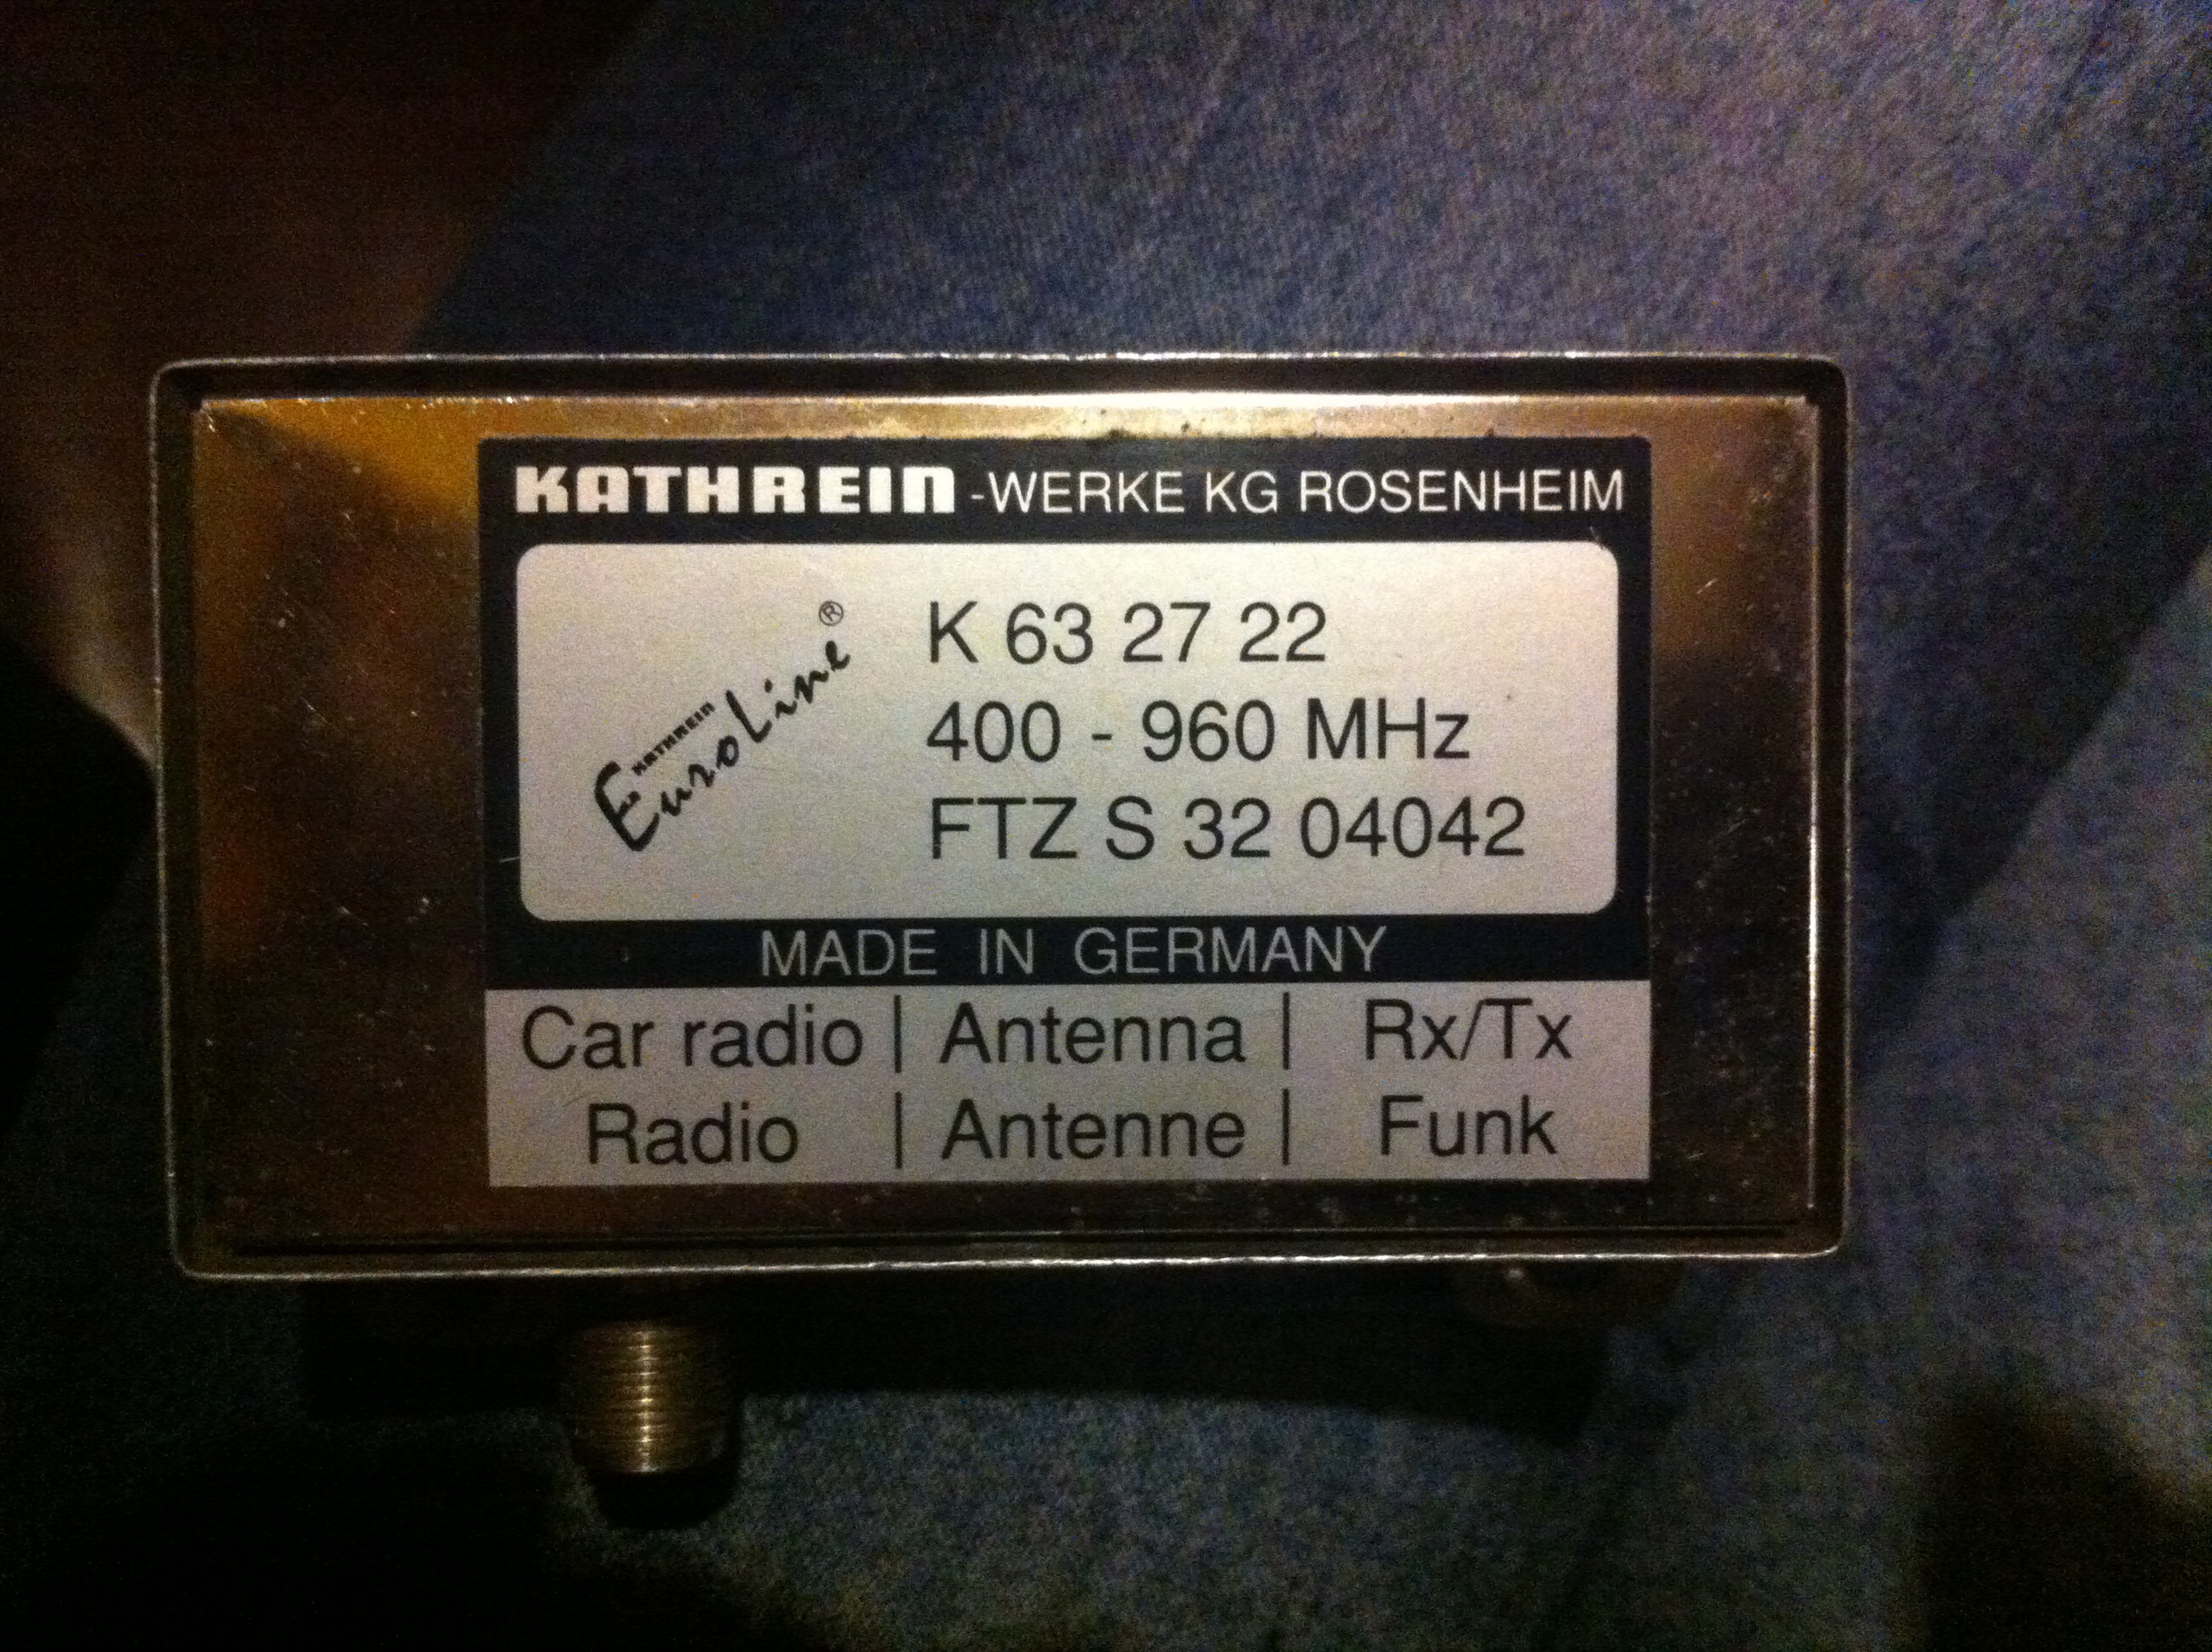 KATHREIN -WERKE KG ROSENHEIM
KATHREIN
EuroLine ®
K 63 27 22
400 - 960 MHz
FTZ S 32 04042
MADE IN GERMANY
Car radio | Antenna | Rx/Tx
Radio | Antenne | Funk